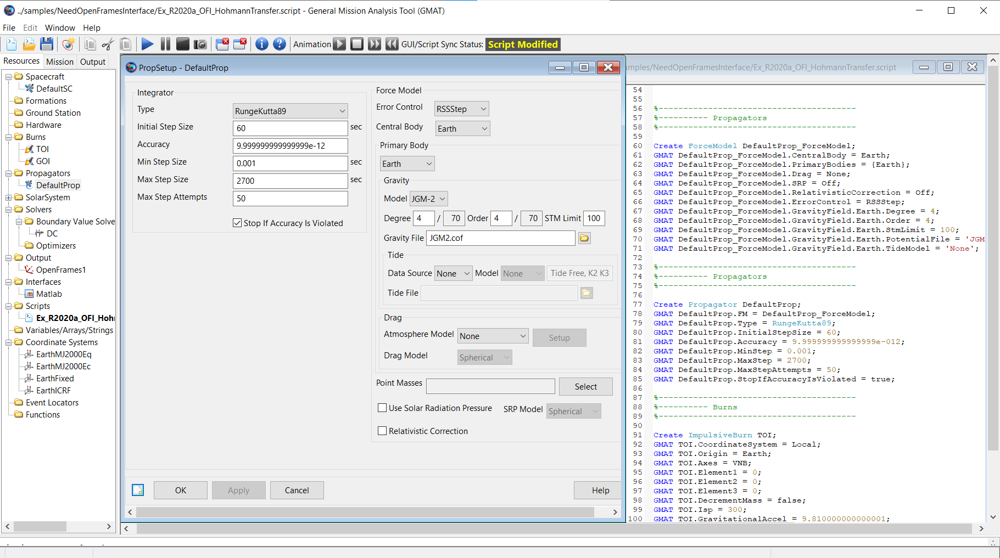 ../samples/NeedOpenFramesInterface/Ex_R2020a_OFI_HohmannTransfer.script - General Mission Analysis Tool (GMAT)
File Edit Window Help
Animation GUI/Script Sync Status: Script Modified
Resources Mission Output
Spacecraft
DefaultSC
Formations
Ground Station
Hardware
Burns
TOI
GOI
Propagators
DefaultProp
SolarSystem
Solvers
Boundary Value Solve
DC
Optimizers
Output
OpenFrames1
Interfaces
Matlab
Scripts
Ex_R2020a_OFI_Hohr
Variables/Arrays/Strings
Coordinate Systems
EarthMJ2000Eq
EarthMJ2000Ec
EarthFixed
EarthICRF
Event Locators
Functions
PropSetup - DefaultProp
Integrator
Type RungeKutta89
Initial Step Size 60 sec
Accuracy 9.999999999999999e-12
Min Step Size 0.001 sec
Max Step Size 2700 sec
Max Step Attempts 50
Stop If Accuracy Is Violated
Force Model
Error Control RSSStep
Central Body Earth
Primary Body
Earth
Gravity
Model JGM-2
Degree 4 / 70 Order 4 / 70 STM Limit 100
Gravity File JGM2.cof
Tide
Data Source None Model None Tide Free, K2 K3
Tide File
Drag
Atmosphere Model None Setup
Drag Model Spherical
Point Masses Select
Use Solar Radiation Pressure SRP Model Spherical
Relativistic Correction
OK Apply Cancel Help
mples/NeedOpenFramesInterface/Ex_R2020a_OFI_HohmannTransfer.script
54
55
56 %----------------------------------------
57 %---------- Propagators
58 %----------------------------------------
59
60 Create ForceModel DefaultProp_ForceModel;
61 GMAT DefaultProp_ForceModel.CentralBody = Earth;
62 GMAT DefaultProp_ForceModel.PrimaryBodies = {Earth};
63 GMAT DefaultProp_ForceModel.Drag = None;
64 GMAT DefaultProp_ForceModel.SRP = Off;
65 GMAT DefaultProp_ForceModel.RelativisticCorrection = Off;
66 GMAT DefaultProp_ForceModel.ErrorControl = RSSStep;
67 GMAT DefaultProp_ForceModel.GravityField.Earth.Degree = 4;
68 GMAT DefaultProp_ForceModel.GravityField.Earth.Order = 4;
69 GMAT DefaultProp_ForceModel.GravityField.Earth.StmLimit = 100;
70 GMAT DefaultProp_ForceModel.GravityField.Earth.PotentialFile = 'JGM
71 GMAT DefaultProp_ForceModel.GravityField.Earth.TideModel = 'None';
72
73 %----------------------------------------
74 %---------- Propagators
75 %----------------------------------------
76
77 Create Propagator DefaultProp;
78 GMAT DefaultProp.FM = DefaultProp_ForceModel;
79 GMAT DefaultProp.Type = RungeKutta89;
80 GMAT DefaultProp.InitialStepSize = 60;
81 GMAT DefaultProp.Accuracy = 9.999999999999999e-012;
82 GMAT DefaultProp.MinStep = 0.001;
83 GMAT DefaultProp.MaxStep = 2700;
84 GMAT DefaultProp.MaxStepAttempts = 50;
85 GMAT DefaultProp.StopIfAccuracyIsViolated = true;
86
87 %----------------------------------------
88 %---------- Burns
89 %----------------------------------------
90
91 Create ImpulsiveBurn TOI;
92 GMAT TOI.CoordinateSystem = Local;
93 GMAT TOI.Origin = Earth;
94 GMAT TOI.Axes = VNB;
95 GMAT TOI.Element1 = 0;
96 GMAT TOI.Element2 = 0;
97 GMAT TOI.Element3 = 0;
98 GMAT TOI.DecrementMass = false;
99 GMAT TOI.Isp = 300;
100 GMAT TOI.GravitationalAccel = 9.810000000000001;